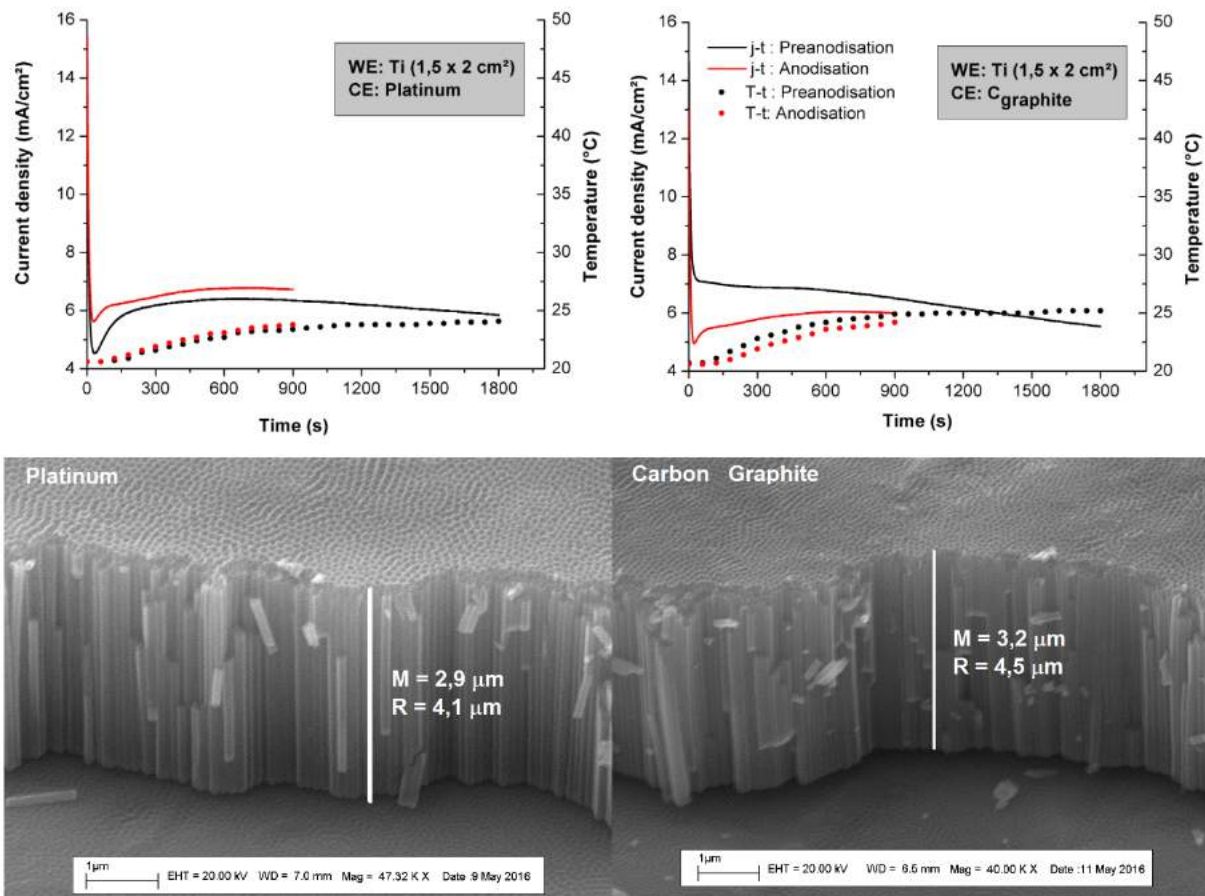 16
14
12
10
8
6
4
Current density (mA/cm²)
WE: Ti (1,5 x 2 cm²)
CE: Platinum
50
45
40
35
30
25
20
Temperature (°C)
0 300 600 900 1200 1500 1800
Time (s)
16
14
12
10
8
6
4
Current density (mA/cm²)
j-t : Preanodisation
j-t : Anodisation
T-t : Preanodisation
T-t: Anodisation
WE: Ti (1,5 x 2 cm²)
CE: Cgraphite
50
45
40
35
30
25
20
Temperature (°C)
0 300 600 900 1200 1500 1800
Time (s)
Platinum
M = 2,9 µm
R = 4,1 µm
1µm
EHT = 20.00 kV WD = 7.0 mm Mag = 47.32 K X Date :9 May 2016
Carbon Graphite
M = 3,2 µm
R = 4,5 µm
1µm
EHT = 20.00 kV WD = 6.5 mm Mag = 40.00 K X Date :11 May 2016